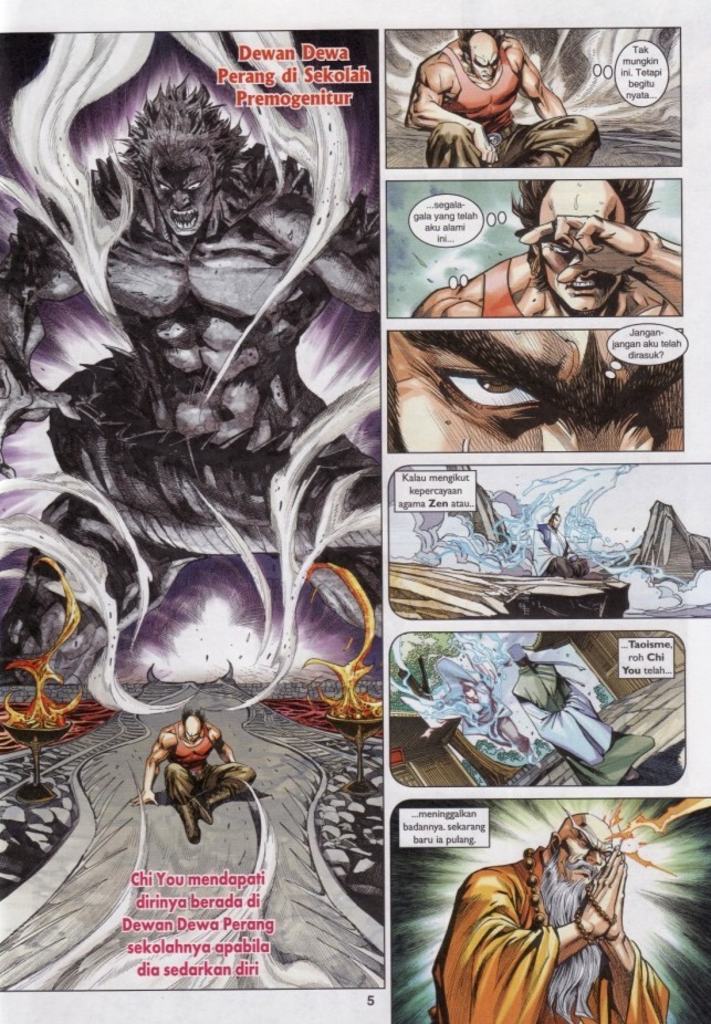 Dewan Dewa
Perang di Sekolah
Premogenitur
Chi You mendapati
dirinya berada di
Dewan Dewa Perang
sekolahnya apabila
dia sedarkan diri
Tak
mungkin
ini. Tetapi
begitu
nyata...
...segala-
gala yang telah
aku alami
ini...
Jangan-
jangan aku telah
dirasuk?
Kalau mengikut
kepercayaan
agama Zen atau..
...Taoisme,
roh Chi
You telah...
...meninggalkan
badannya. sekarang
baru ia pulang.
5